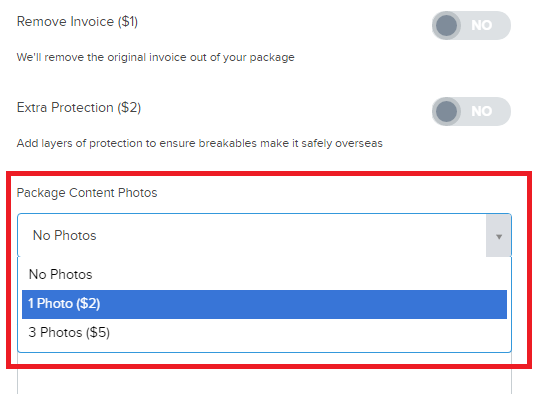 Remove Invoice ($1)
NO
We'll remove the original invoice out of your package
Extra Protection ($2)
NO
Add layers of protection to ensure breakables make it safely overseas
Package Content Photos
No Photos
No Photos
1 Photo ($2)
3 Photos ($5)